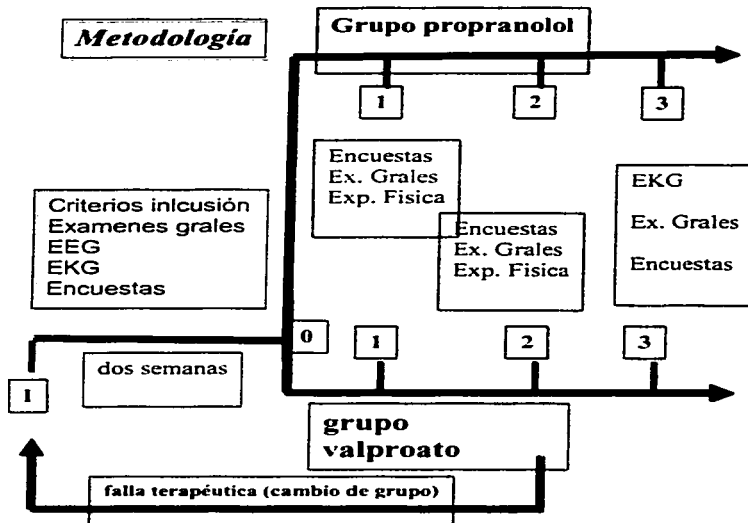 Metodología
Grupo propranolol
1
2
3
Encuestas
Ex. Grales
Exp. Fisica
EKG
Ex. Grales
Encuestas
Criterios inlcusión
Examenes grales
EEG
EKG
Encuestas
Encuestas
Ex. Grales
Exp. Fisica
0
1
2
3
dos semanas
1
grupo
valproato
falla terapéutica (cambio de grupo)